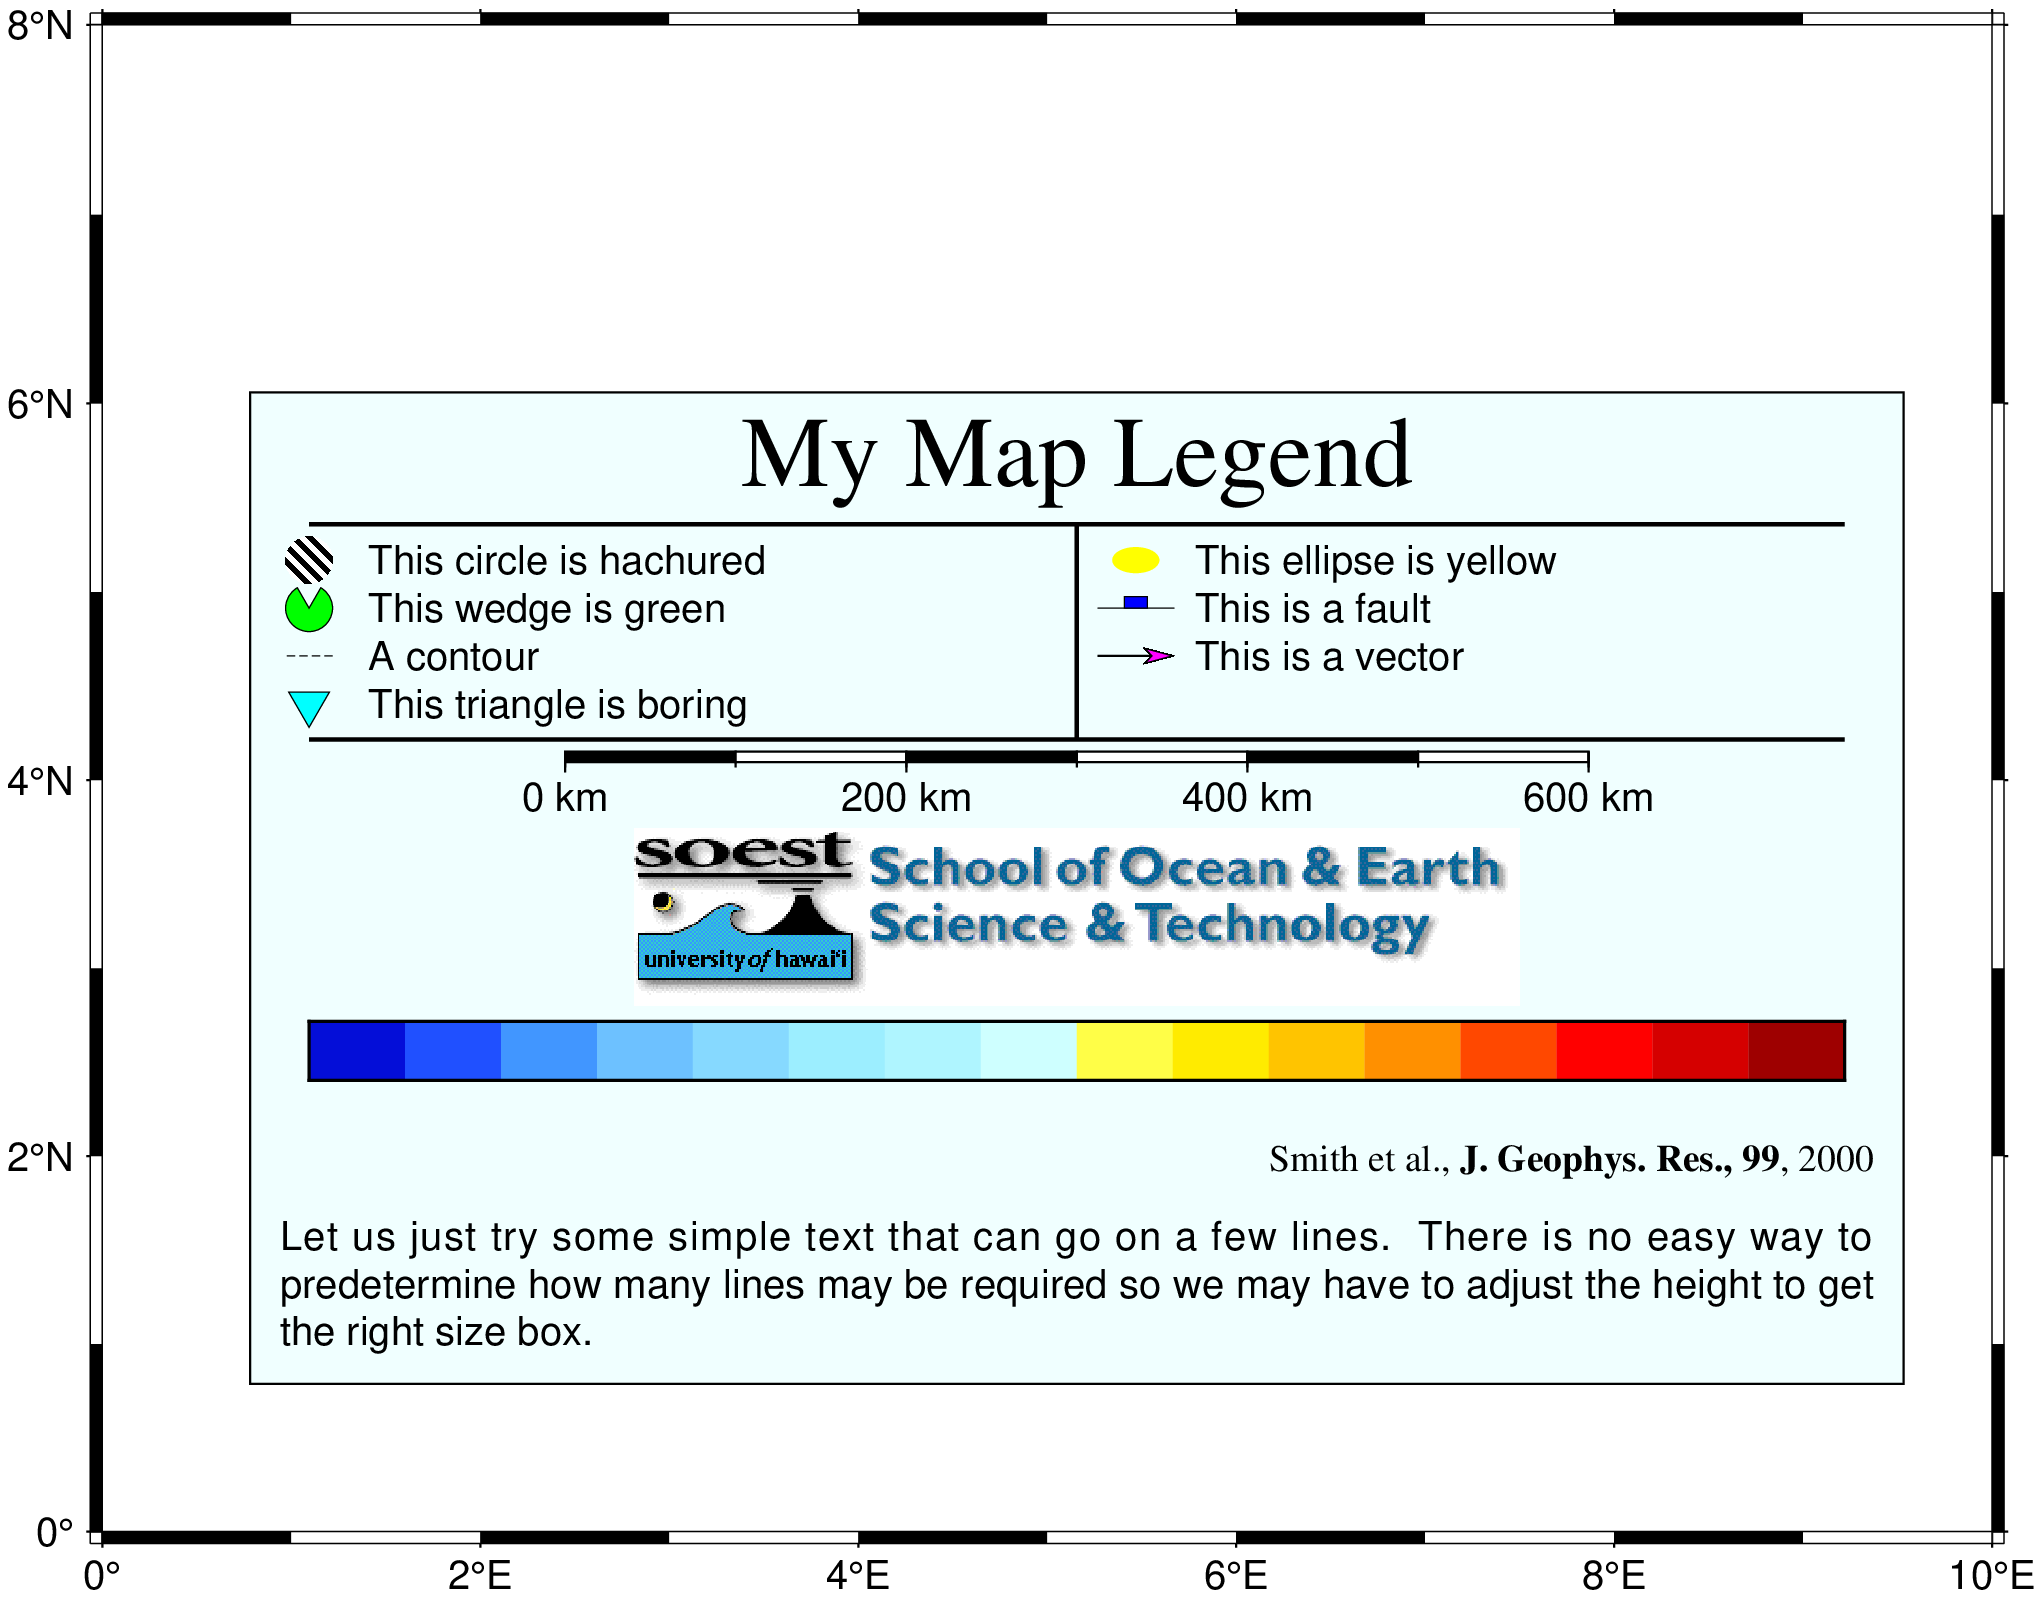 8°N
6°N
4°N
2°N
0°
My Map Legend
This circle is hachured
This wedge is green
A contour
This triangle is boring
This ellipse is yellow
This is a fault
This is a vector
0 km 200 km 400 km 600 km
soest
university of hawai'i
School of Ocean & Earth
Science & Technology
Smith et al., J. Geophys. Res., 99, 2000
Let us just try some simple text that can go on a few lines.  There is no easy way to
predetermine how many lines may be required so we may have to adjust the height to get
the right size box.
0° 2°E 4°E 6°E 8°E 10°E